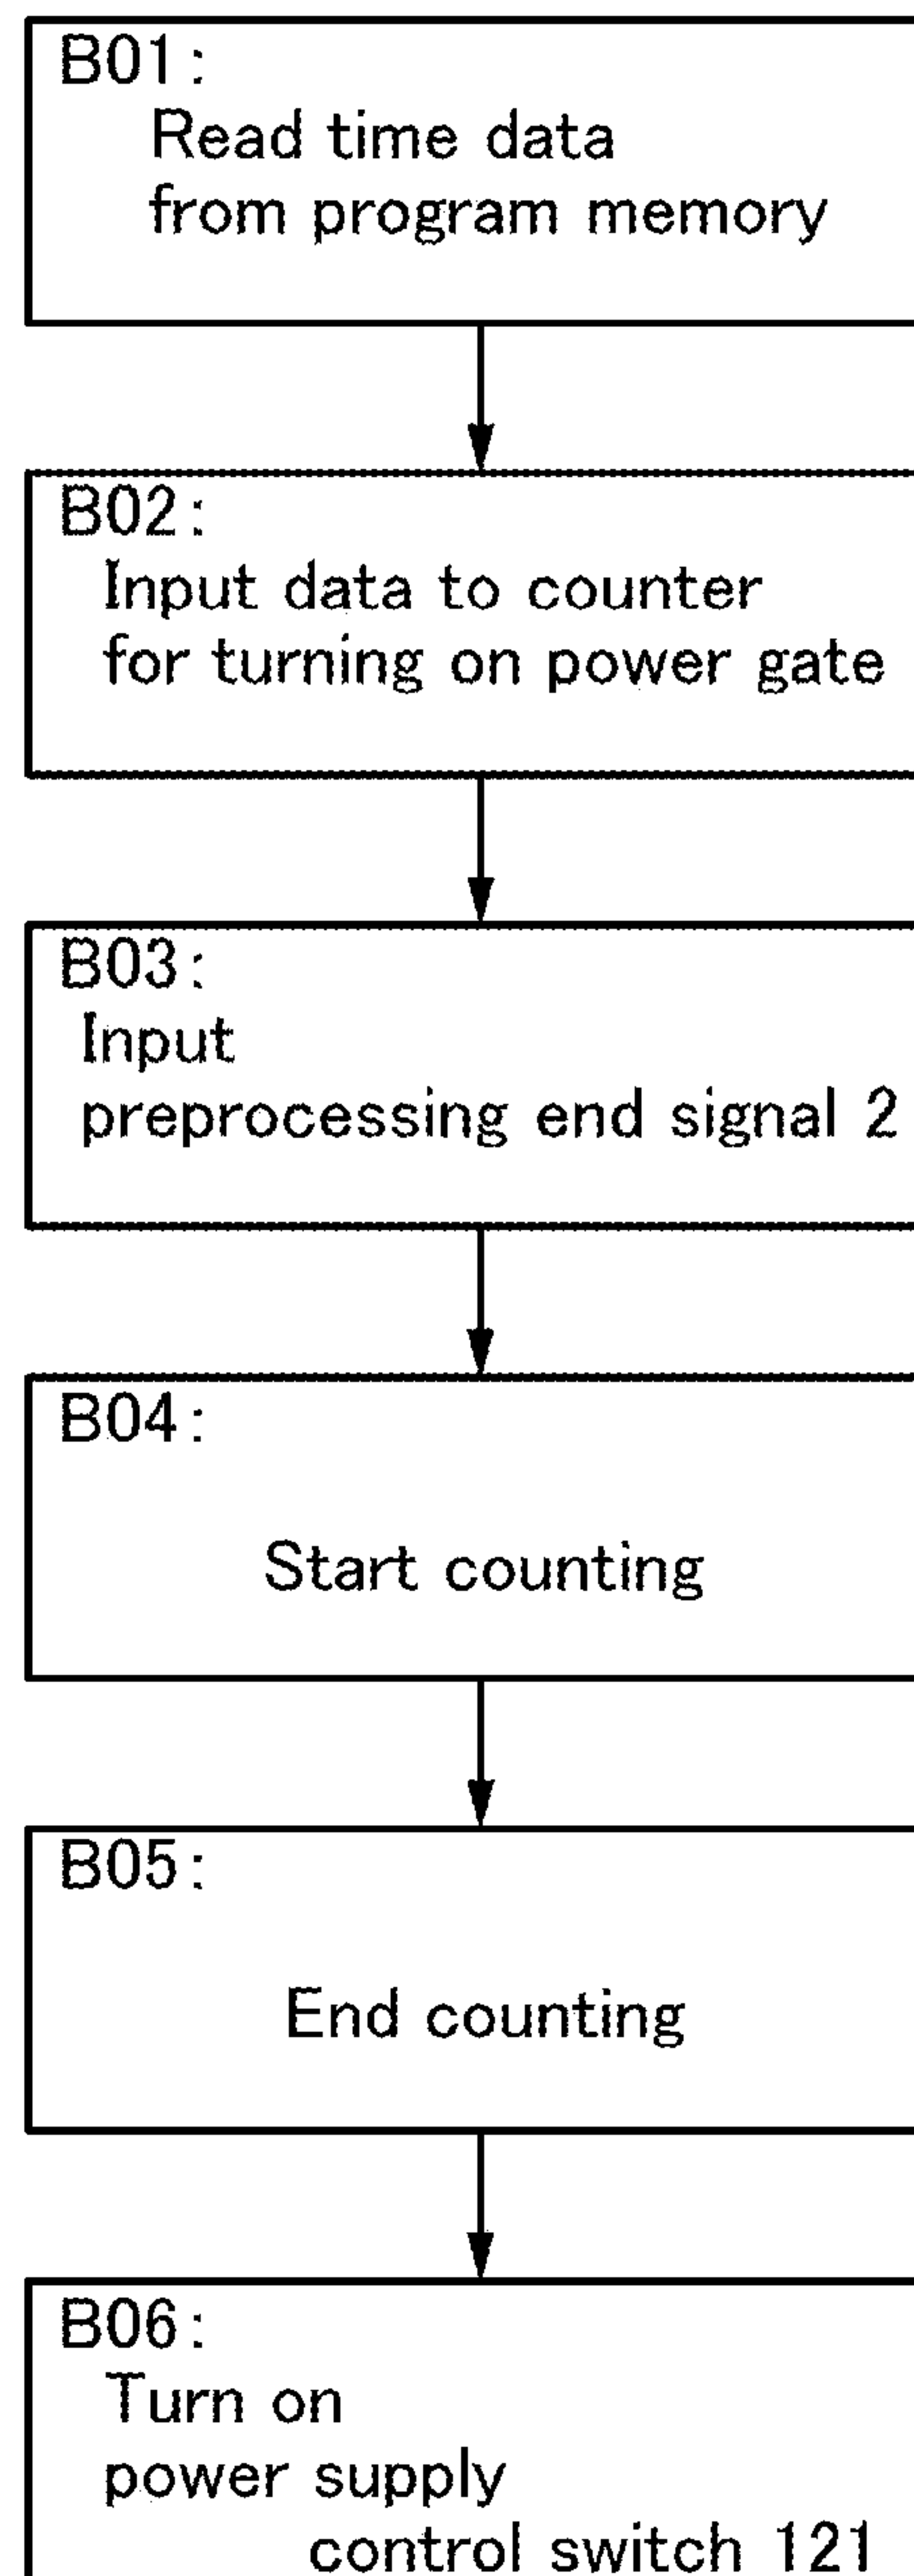 B01:
Read time data
from program memory
B02:
Input data to counter
for turning on power gate
B03:
Input
preprocessing end signal 2
B04:
Start counting
B05:
End counting
B06:
Turn on
power supply
control switch 121